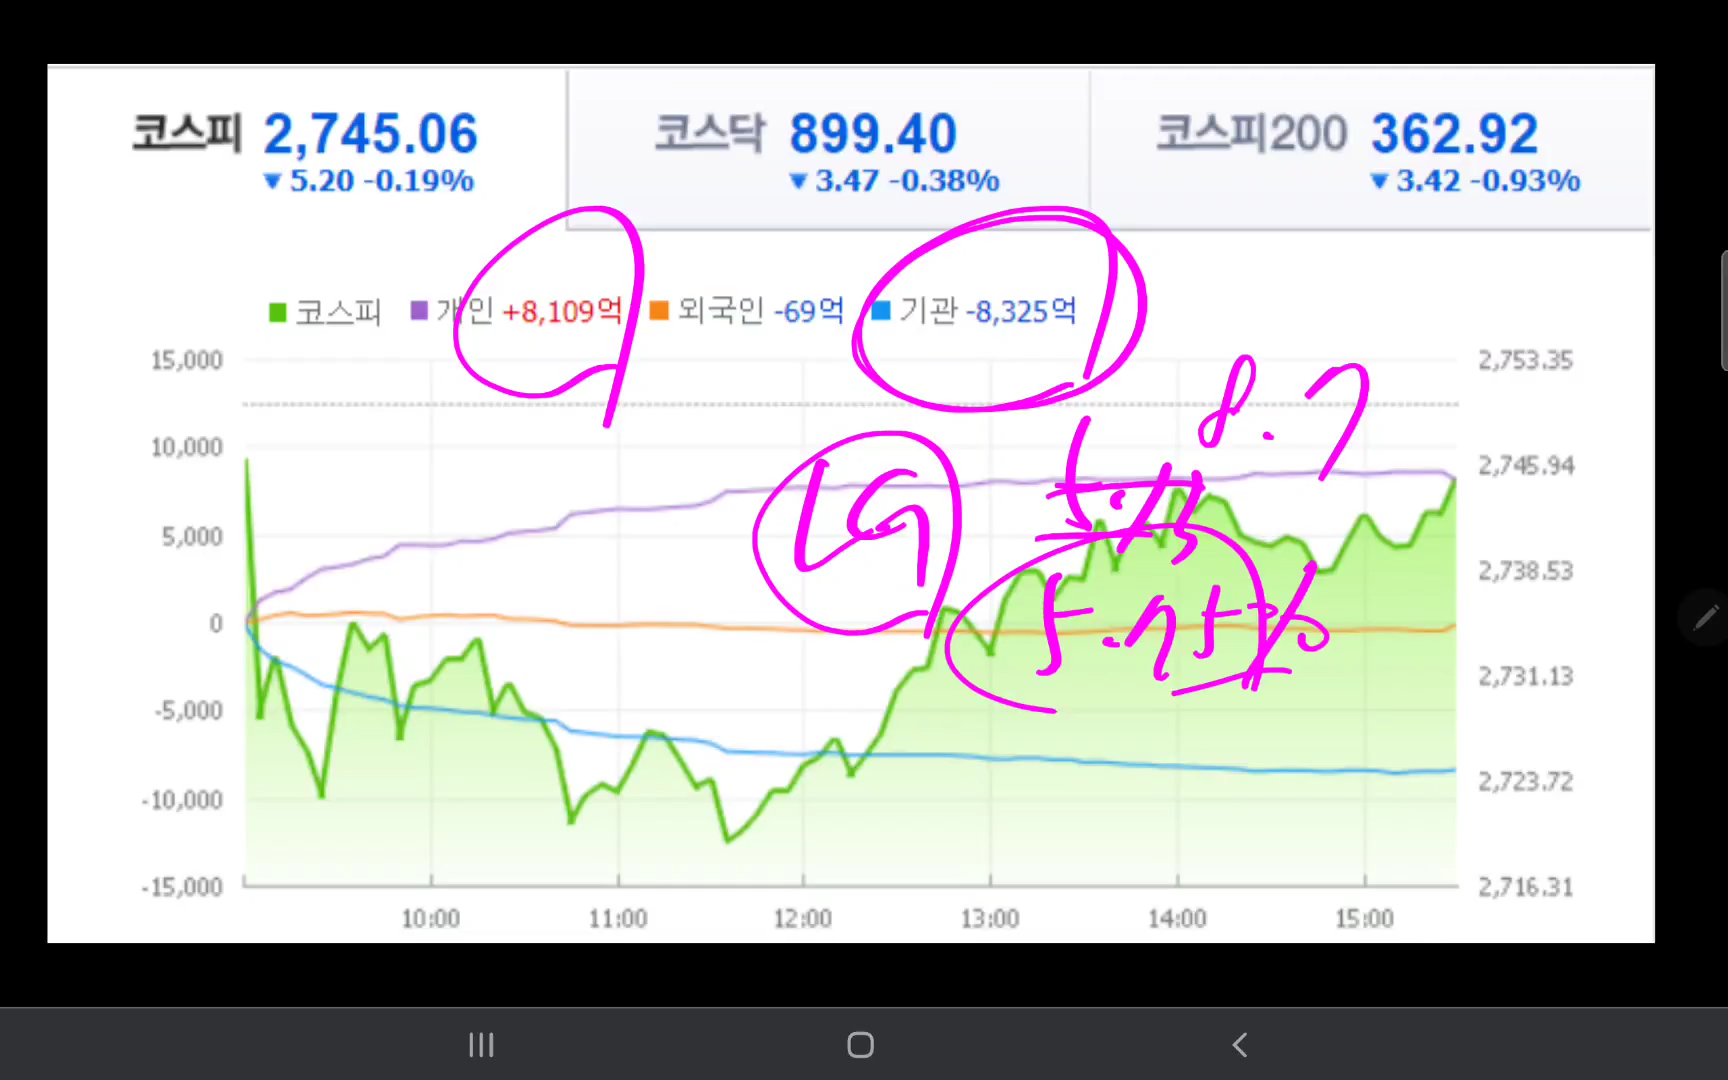 코스피 2,745.06 코스닥 899.40 코스피200 362.92
▼ 5.20 -0.19% ▼ 3.47 -0.38% ▼ 3.42 -0.93%
코스피 개인 +8,109억 외국인 -69억 기관 -8,325억
15,000 2,753.35
10,000 2,745.94
5,000 2,738.53
0 2,731.13
-5,000 2,723.72
-10,000
-15,000 2,716.31
10:00 11:00 12:00 13:00 14:00 15:00